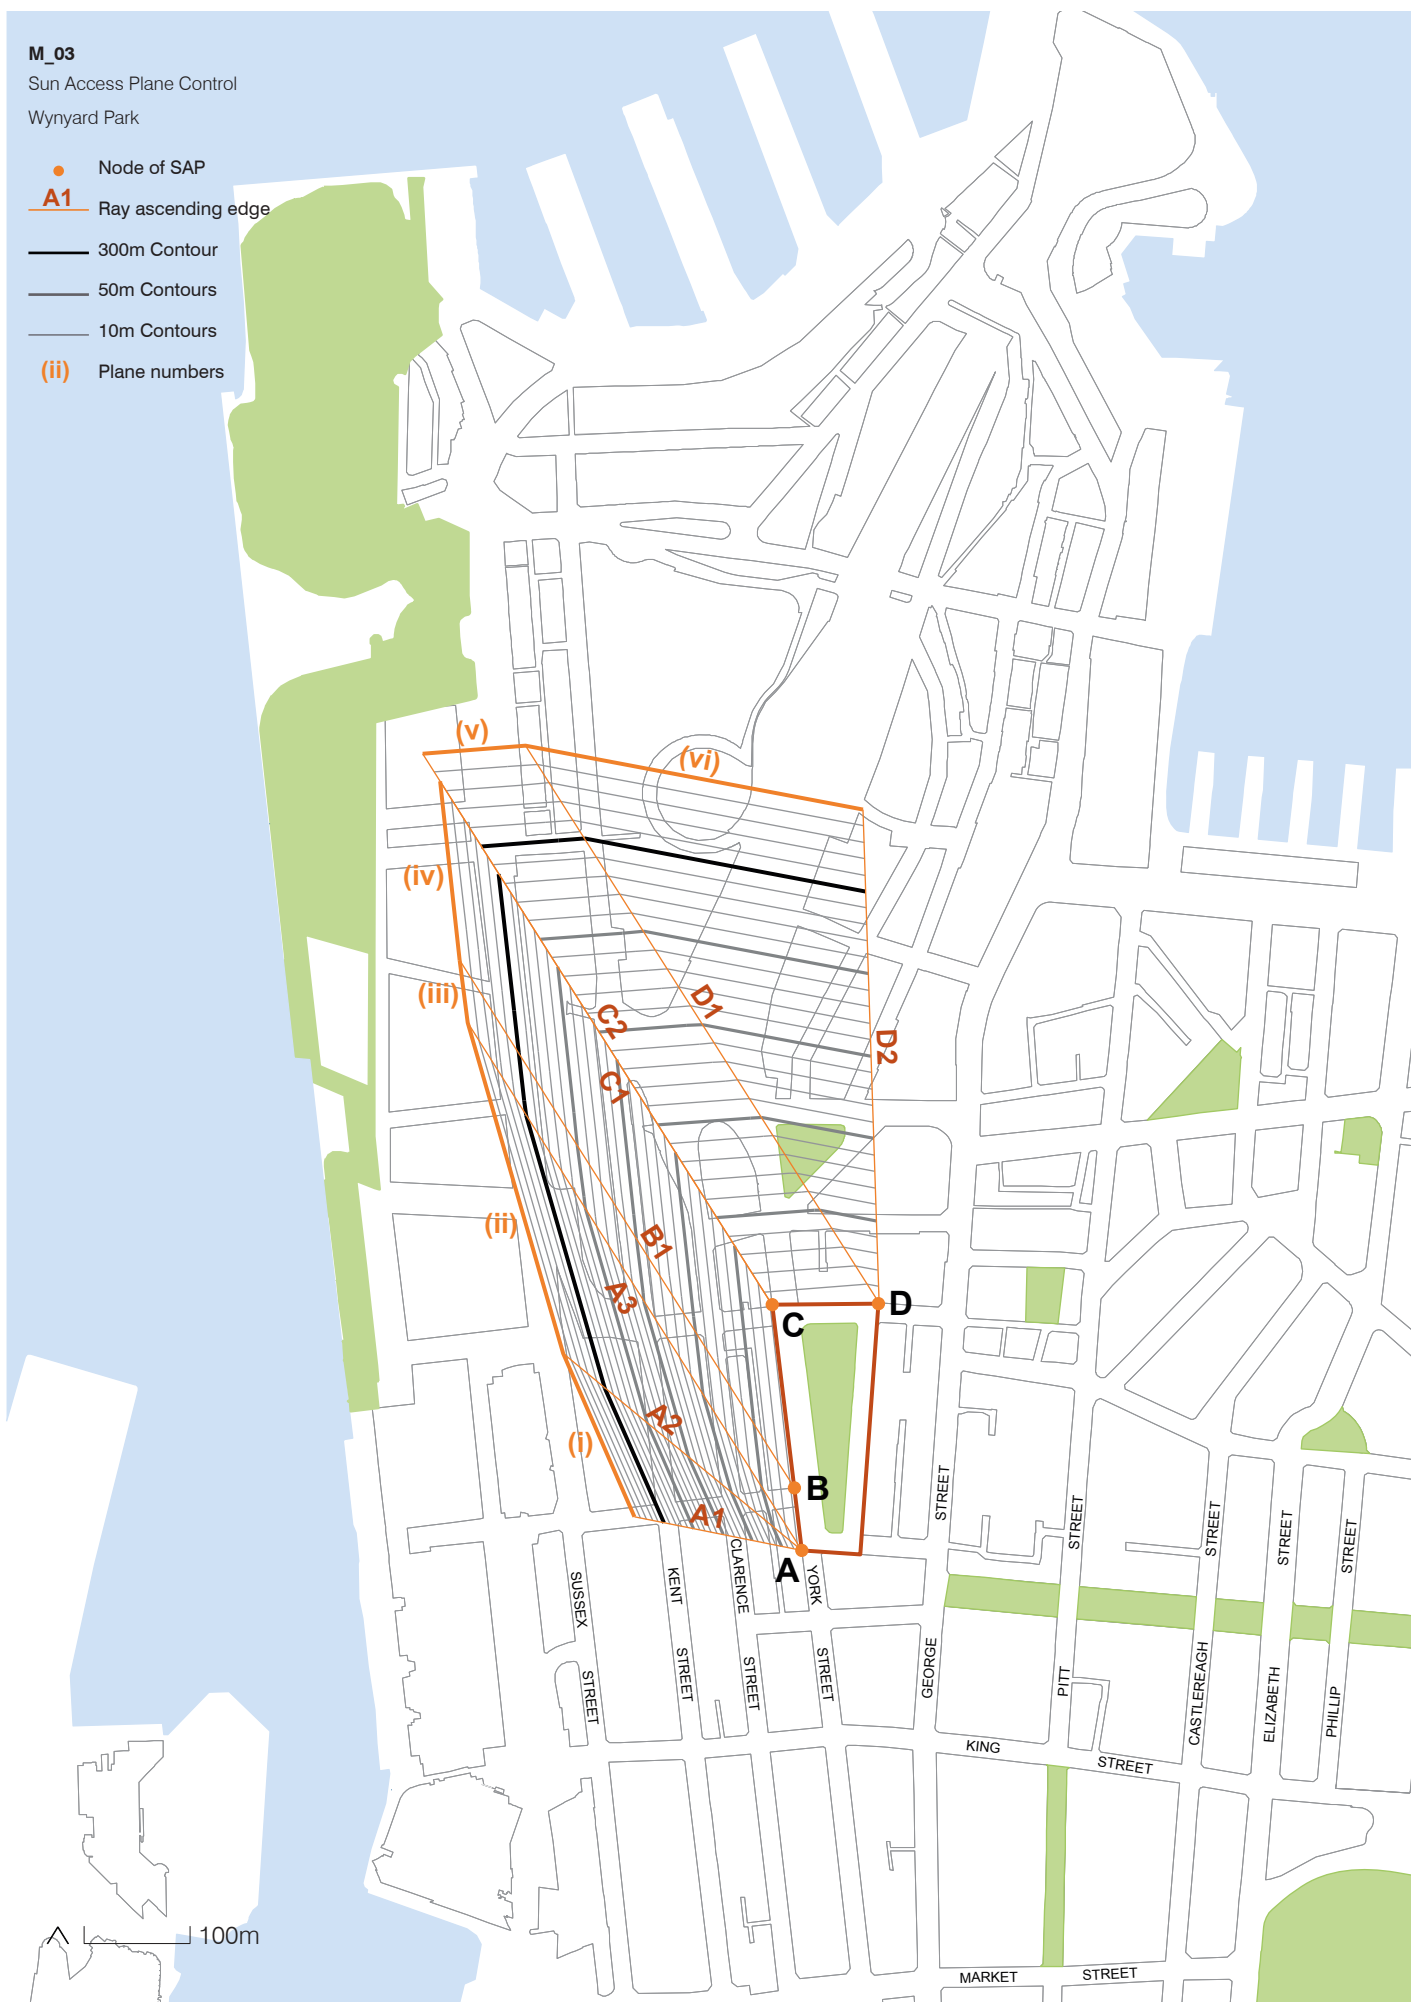 M_03
Sun Access Plane Control
Wynyard Park
Node of SAP
A1
Ray ascending edge
300m Contour
50m Contours
10m Contours
(ii)
Plane numbers
(v)
(vi)
(iv)
(iii)
D1
C2
D2
C1
(ii)
B1
A3
C
D
A2
(i)
B
A1
A
STREET
STREET
STREET
STREET
STREET
SUSSEX
KENT
CLARENCE
YORK
STREET
STREET
STREET
STREET
GEORGE
PITT
CASTLEREAGH
ELIZABETH
PHILLIP
KING
STREET
100m
MARKET
STREET